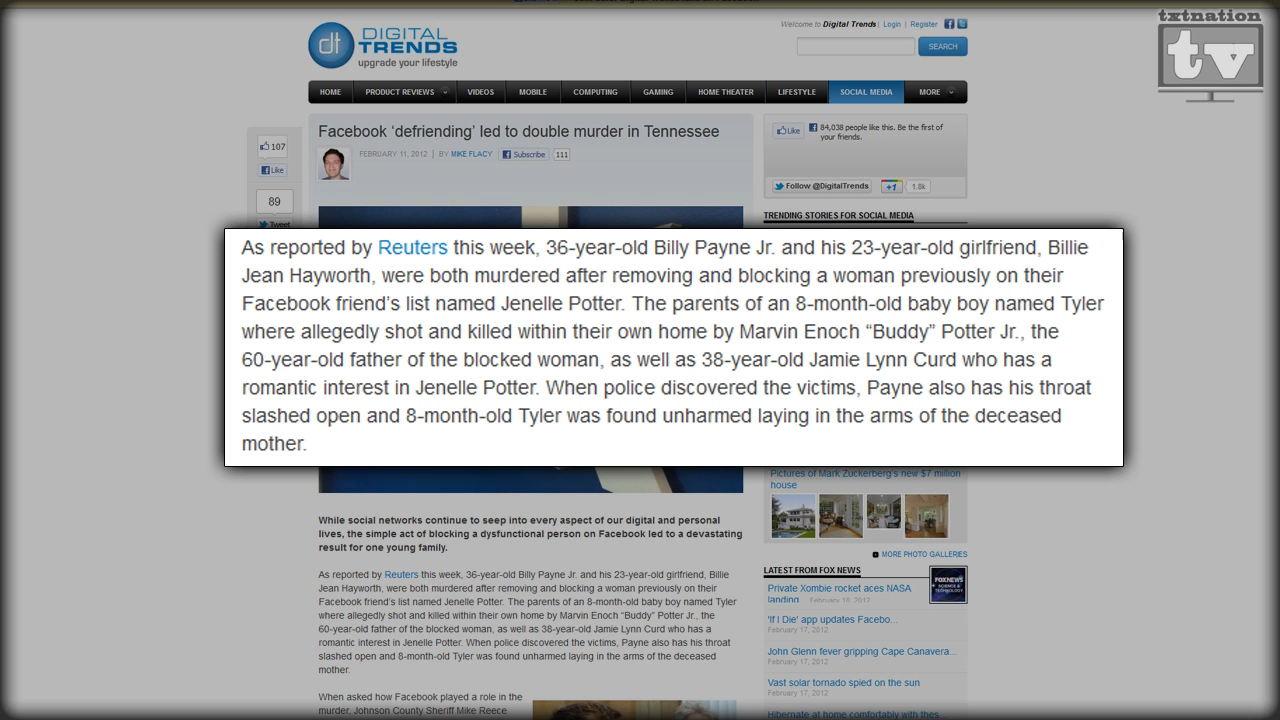 txtnation
tv
Welcome to Digital Trends | Login | Register
SEARCH
dt
DIGITAL
TRENDS
upgrade your lifestyle
HOME PRODUCT REVIEWS VIDEOS MOBILE COMPUTING GAMING HOME THEATER LIFESTYLE SOCIAL MEDIA MORE
Facebook ‘defriending’ led to double murder in Tennessee
FEBRUARY 11, 2012 | BY MIKE FLACY Subscribe 111
107
Like
89
Tweet
Like 84,038 people like this. Be the first of
your friends.
Follow @DigitalTrends +1 1.8k
TRENDING STORIES FOR SOCIAL MEDIA
As reported by Reuters this week, 36-year-old Billy Payne Jr. and his 23-year-old girlfriend, Billie
Jean Hayworth, were both murdered after removing and blocking a woman previously on their
Facebook friend’s list named Jenelle Potter. The parents of an 8-month-old baby boy named Tyler
where allegedly shot and killed within their own home by Marvin Enoch “Buddy” Potter Jr., the
60-year-old father of the blocked woman, as well as 38-year-old Jamie Lynn Curd who has a
romantic interest in Jenelle Potter. When police discovered the victims, Payne also has his throat
slashed open and 8-month-old Tyler was found unharmed laying in the arms of the deceased
mother.
Pictures of Mark Zuckerberg's new $7 million
house
MORE PHOTO GALLERIES
LATEST FROM FOX NEWS
FOXNEWS
SCIENCE &
TECHNOLOGY
Private Xombie rocket aces NASA
landing February 18, 2012
'If I Die' app updates Facebo...
February 17, 2012
John Glenn fever gripping Cape Canavera...
February 17, 2012
Vast solar tornado spied on the sun
February 17, 2012
Hibernate at home comfortably with thes...
While social networks continue to seep into every aspect of our digital and personal
lives, the simple act of blocking a dysfunctional person on Facebook led to a devastating
result for one young family.
As reported by Reuters this week, 36-year-old Billy Payne Jr. and his 23-year-old girlfriend, Billie
Jean Hayworth, were both murdered after removing and blocking a woman previously on their
Facebook friend’s list named Jenelle Potter. The parents of an 8-month-old baby boy named Tyler
where allegedly shot and killed within their own home by Marvin Enoch “Buddy” Potter Jr., the
60-year-old father of the blocked woman, as well as 38-year-old Jamie Lynn Curd who has a
romantic interest in Jenelle Potter. When police discovered the victims, Payne also has his throat
slashed open and 8-month-old Tyler was found unharmed laying in the arms of the deceased
mother.
When asked how Facebook played a role in the
murder, Johnson County Sheriff Mike Reece